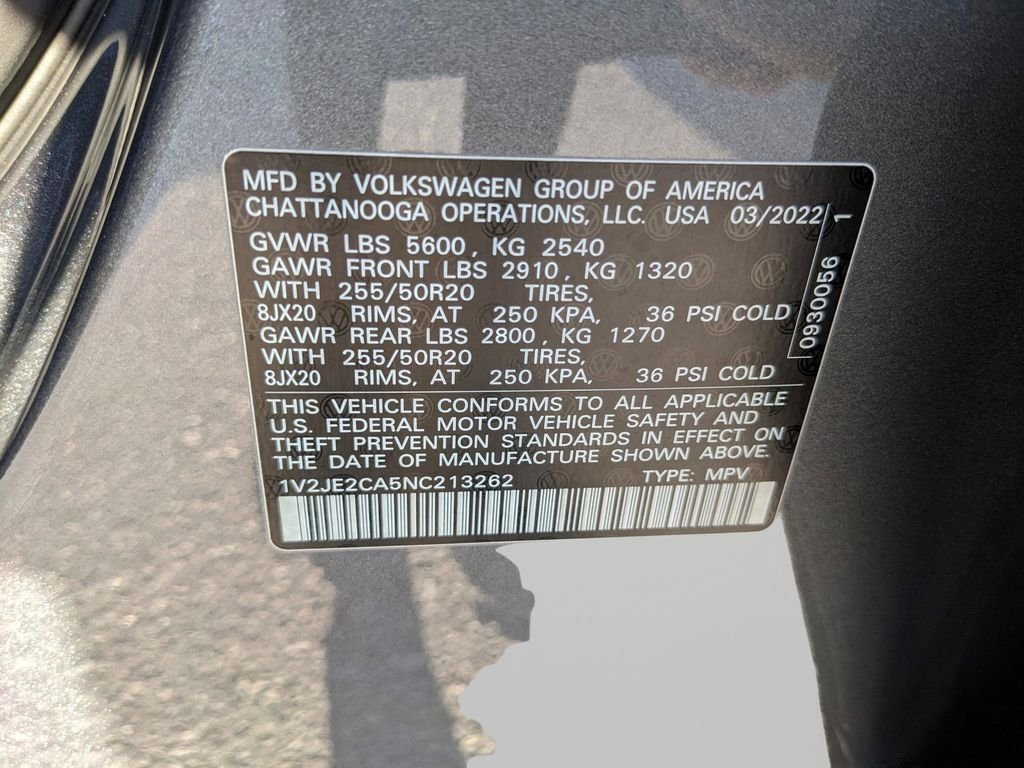 MFD BY VOLKSWAGEN GROUP OF AMERICA
CHATTANOOGA OPERATIONS, LLC. USA 03/2022
GVWR LBS 5600, KG 2540
GAWR FRONT LBS 2910, KG 1320
WITH 255/50R20 TIRES,
8JX20 RIMS, AT 250 KPA, 36 PSI COLD
GAWR REAR LBS 2800, KG 1270
WITH 255/50R20 TIRES,
8JX20 RIMS, AT 250 KPA, 36 PSI COLD
THIS VEHICLE CONFORMS TO ALL APPLICABLE
U.S. FEDERAL MOTOR VEHICLE SAFETY AND
THEFT PREVENTION STANDARDS IN EFFECT ON
THE DATE OF MANUFACTURE SHOWN ABOVE.
1V2JE2CA5NC213262 TYPE: MPV
0930056 1